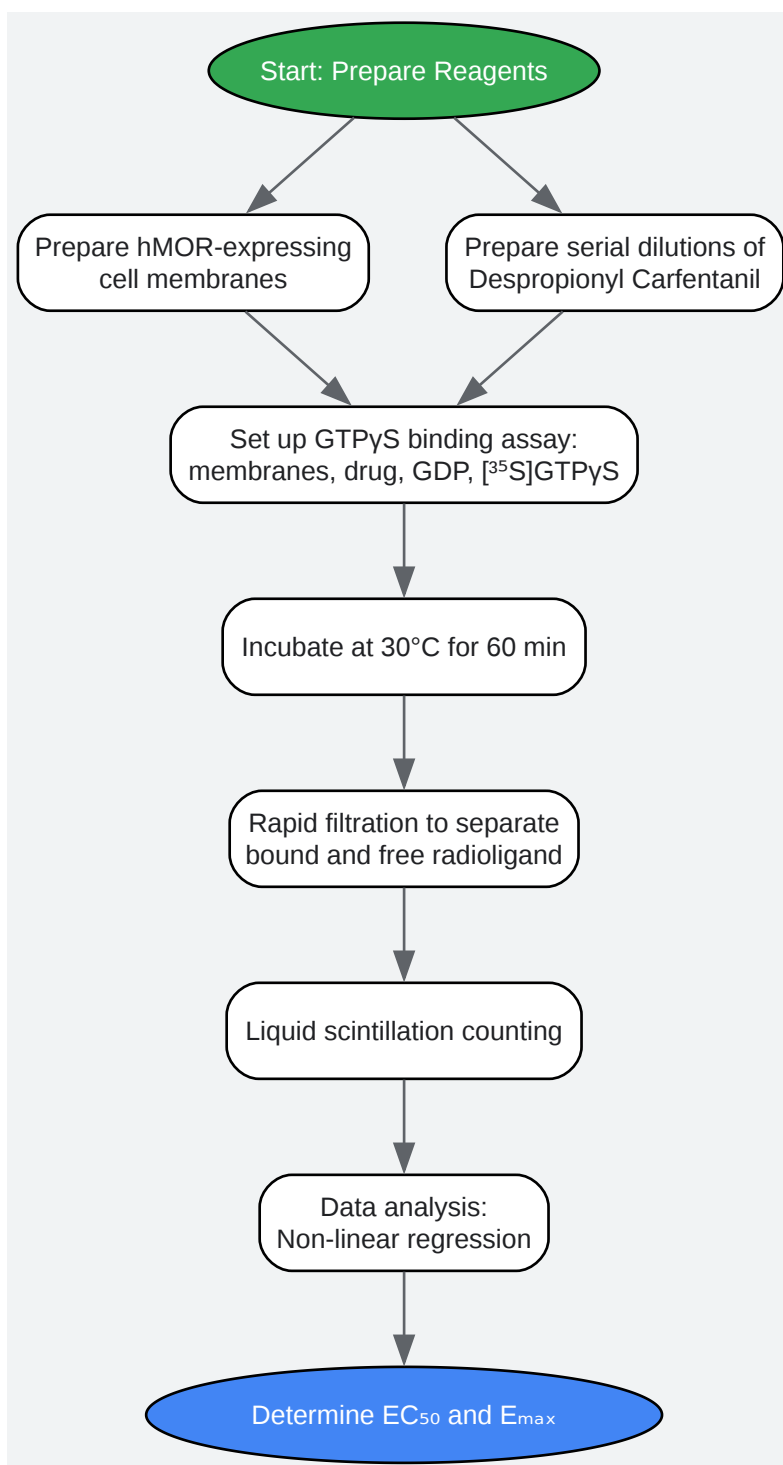 Start: Prepare Reagents
Prepare hMOR-expressing
cell membranes
Prepare serial dilutions of
Despropionyl Carfentanil
Set up GTPγS binding assay:
membranes, drug, GDP, [³⁵S]GTPγS
Incubate at 30°C for 60 min
Rapid filtration to separate
bound and free radioligand
Liquid scintillation counting
Data analysis:
Non-linear regression
Determine EC₅₀ and Eₘₐₓ